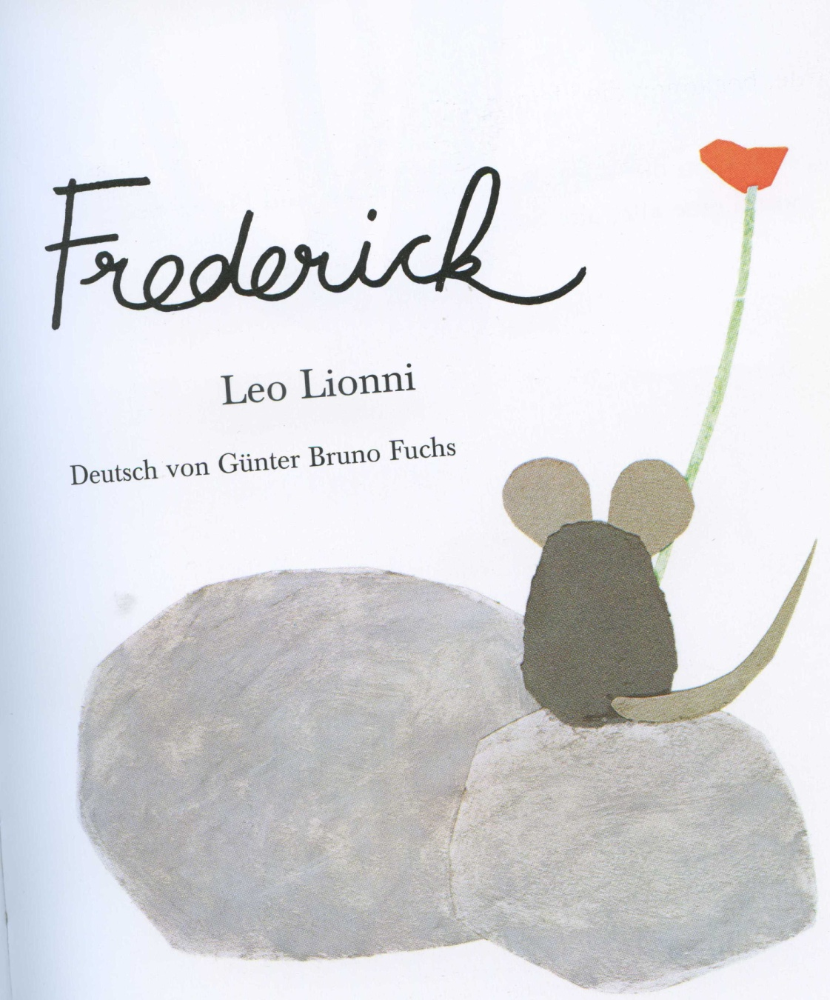 Frederick
Leo Lionni
Deutsch von Günter Bruno Fuchs